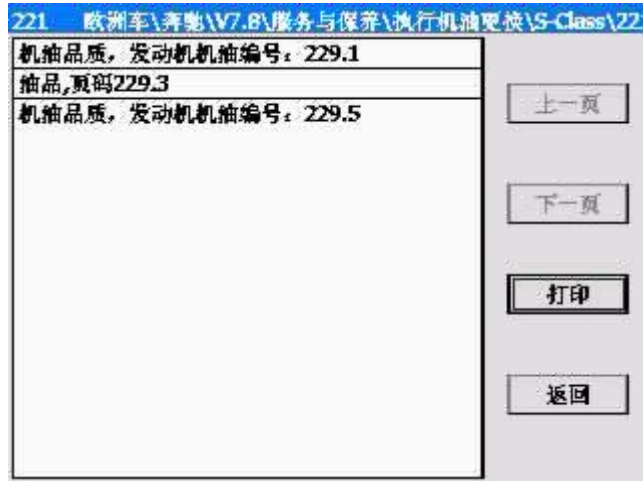 221 欧洲车\奔驰\V7.8\服务与保养\执行机油更换\S-Class\22
机油品质，发动机机油编号：229.1
油品,页码229.3
机油品质，发动机机油编号：229.5
上一页
下一页
打印
返回